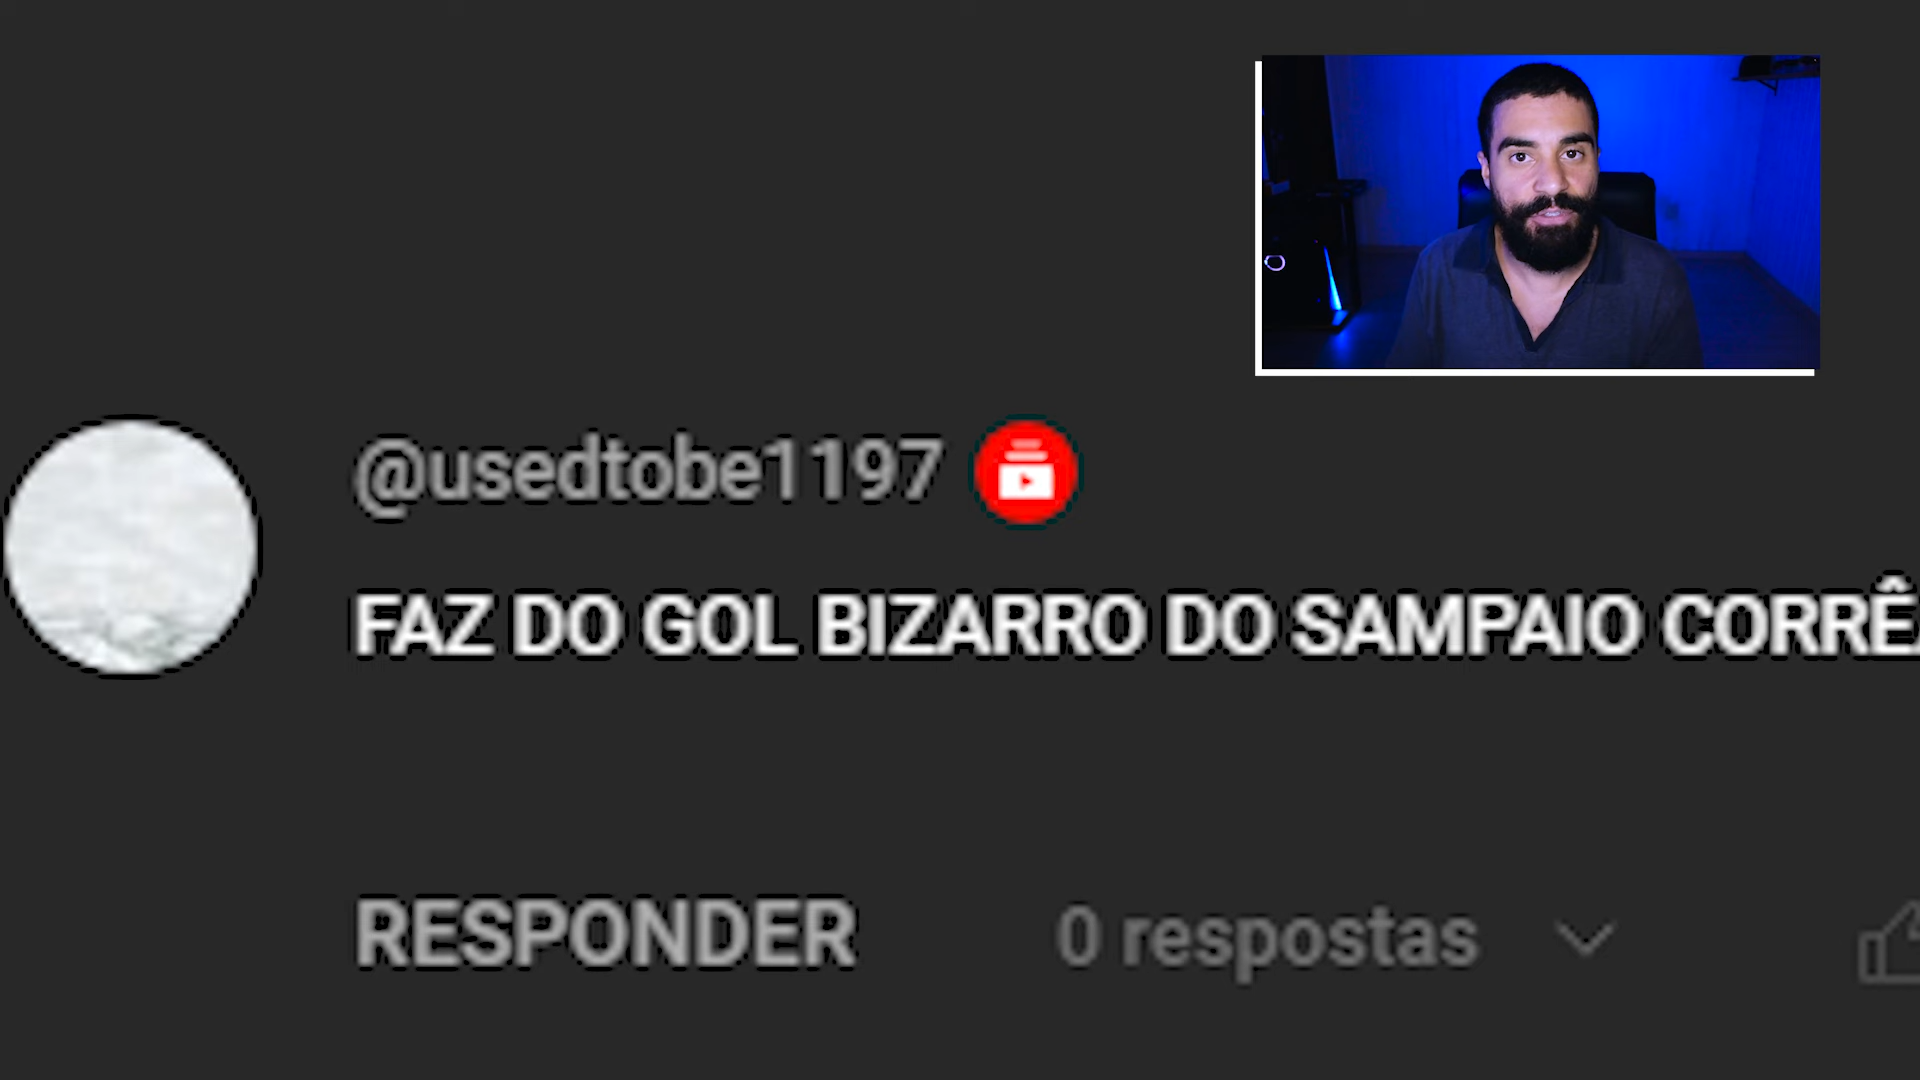 @usedtobe1197
FAZ DO GOL BIZARRO DO SAMPAIO CORRÊ
RESPONDER
0 respostas